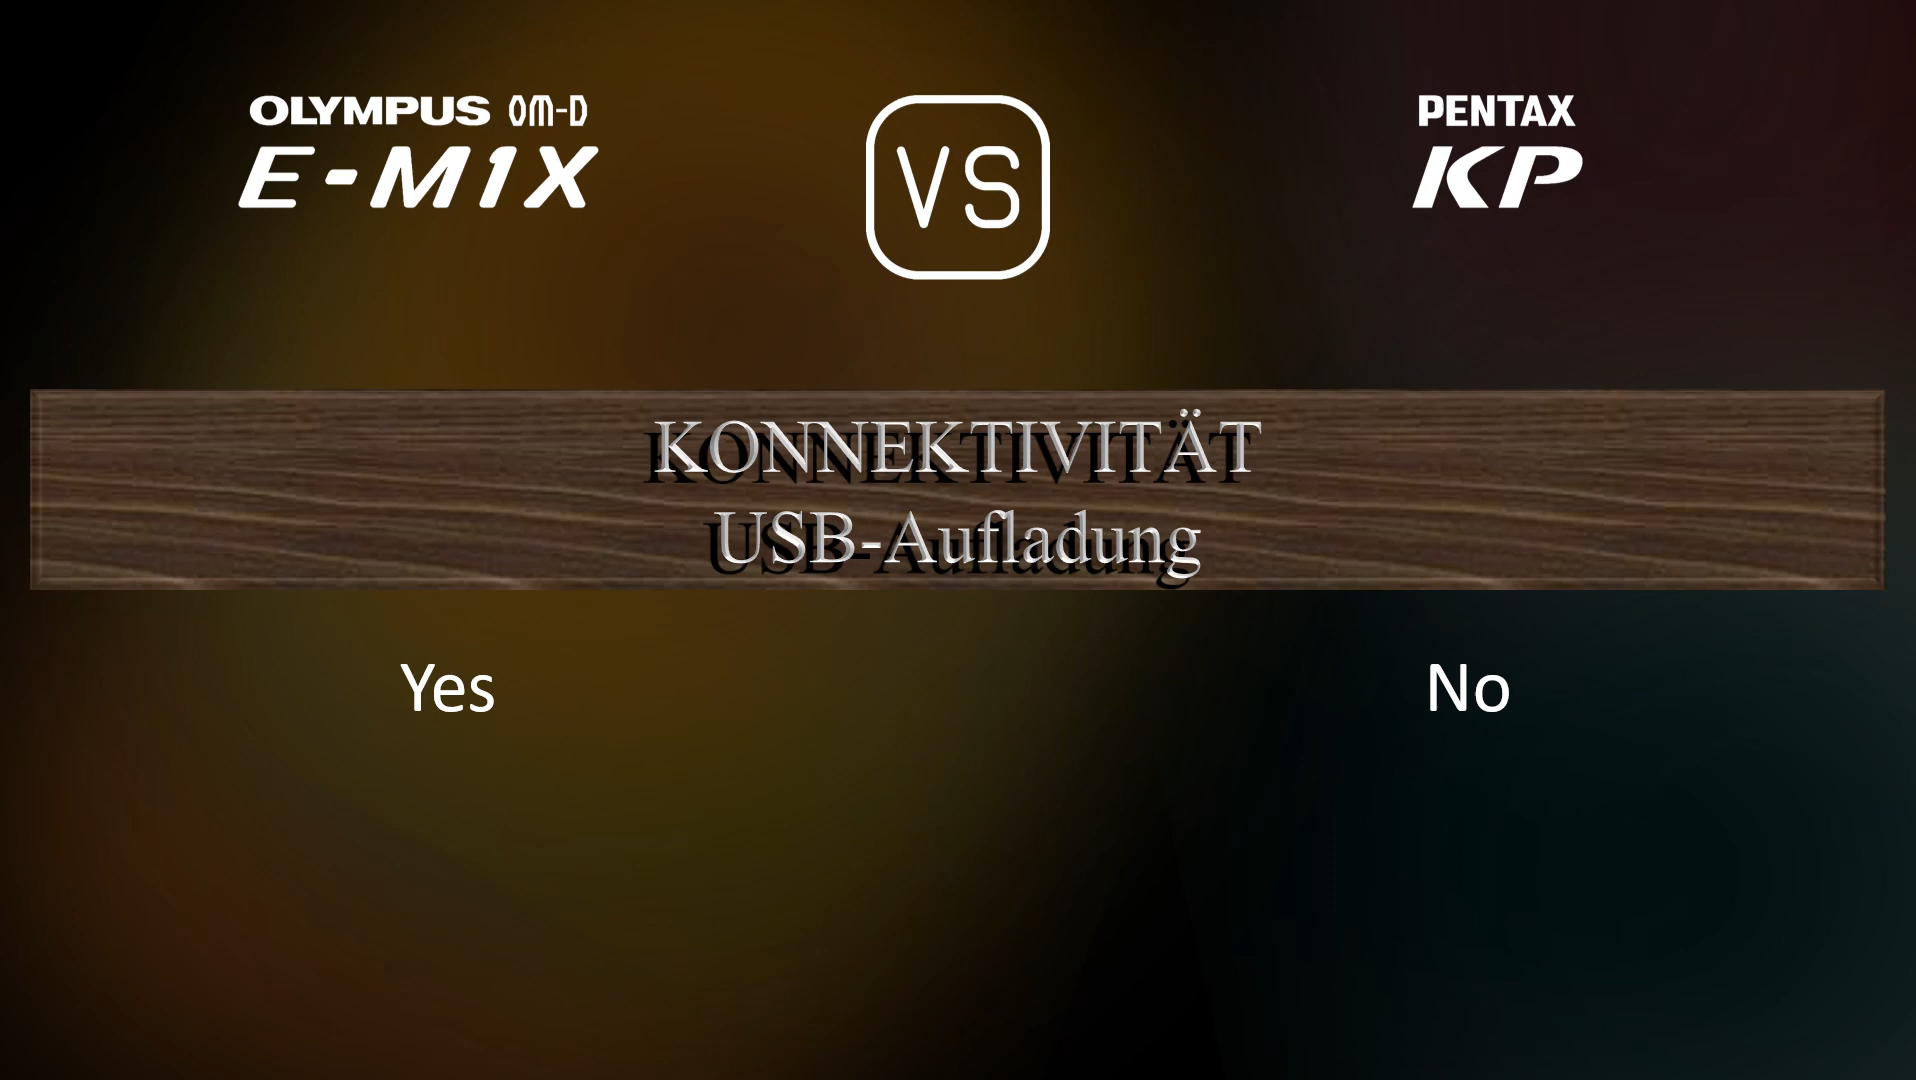 OLYMPUS OM-D
E-M1X
VS
PENTAX
KP
KONNEKTIVITÄT
USB-Aufladung
Yes
No